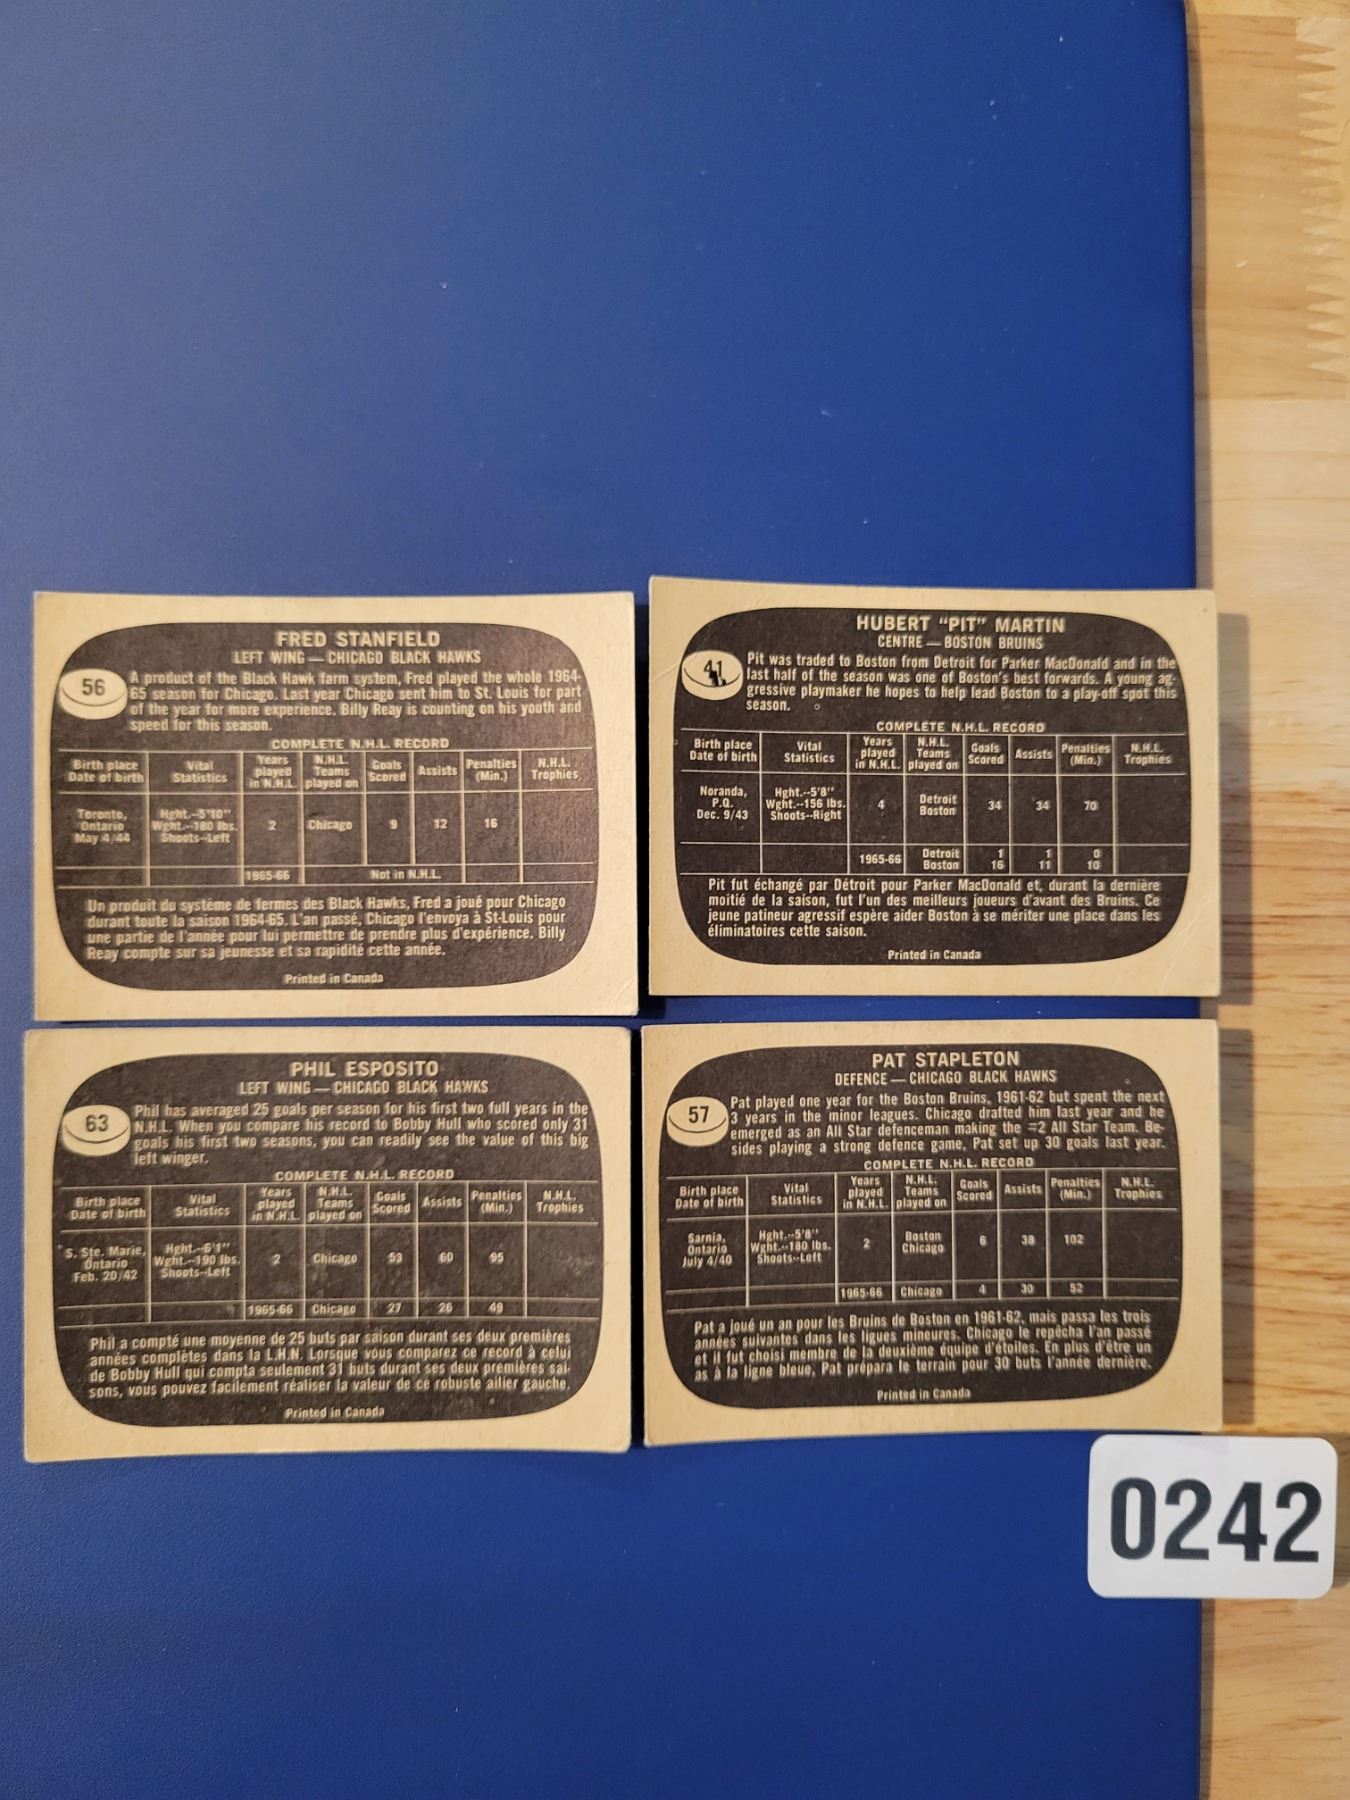 FRED STANFIELD
LEFT WING — CHICAGO BLACK HAWKS
56
A product of the Black Hawk farm system, Fred played the whole 1964-
65 season for Chicago. Last year Chicago sent him to St. Louis for part
of the year for more experience. Billy Reay is counting on his youth and
speed for this season.
COMPLETE N.H.L. RECORD
Birth place Date of birth Vital Statistics Years played in N.H.L. N.H.L. Teams played on Goals Scored Assists Penalties (Min.) N.H.L. Trophies
Toronto, Ontario May 4/44 Hght.--5'10" Wght.--180 lbs. Shoots--Left 2 Chicago 9 12 16
1965-66 Not in N.H.L.
Un produit du système de fermes des Black Hawks, Fred a joué pour Chicago
durant toute la saison 1964-65. L'an passé, Chicago l'envoya à St-Louis pour
une partie de l'année pour lui permettre de prendre plus d'expérience. Billy
Reay compte sur sa jeunesse et sa rapidité cette année.
Printed in Canada
HUBERT "PIT" MARTIN
CENTRE — BOSTON BRUINS
41
Pit was traded to Boston from Detroit for Parker MacDonald and in the
last half of the season was one of Boston's best forwards. A young ag-
gressive playmaker he hopes to help lead Boston to a play-off spot this
season.
COMPLETE N.H.L. RECORD
Birth place Date of birth Vital Statistics Years played in N.H.L. N.H.L. Teams played on Goals Scored Assists Penalties (Min.) N.H.L. Trophies
Noranda, P.Q. Dec. 9/43 Hght.--5'8" Wght.--156 lbs. Shoots--Right 4 Detroit Boston 34 34 70
1965-66 Detroit 1 1 0
Boston 16 11 10
Pit fut échangé par Détroit pour Parker MacDonald et, durant la dernière
moitié de la saison, fut l'un des meilleurs joueurs d'avant des Bruins. Ce
jeune patineur agressif espère aider Boston à se mériter une place dans les
éliminatoires cette saison.
Printed in Canada
PHIL ESPOSITO
LEFT WING — CHICAGO BLACK HAWKS
63
Phil has averaged 25 goals per season for his first two full years in the
N.H.L. When you compare his record to Bobby Hull who scored only 31
goals his first two seasons, you can readily see the value of this big
left winger.
COMPLETE N.H.L. RECORD
Birth place Date of birth Vital Statistics Years played in N.H.L. N.H.L. Teams played on Goals Scored Assists Penalties (Min.) N.H.L. Trophies
S. Ste. Marie, Ontario Feb. 20/42 Hght.--6'1" Wght.--190 lbs. Shoots--Left 2 Chicago 53 60 95
1965-66 Chicago 27 26 49
Phil a compté une moyenne de 25 buts par saison durant ses deux premières
années complètes dans la L.H.N. Lorsque vous comparez ce record à celui
de Bobby Hull qui compta seulement 31 buts durant ses deux premières sai-
sons, vous pouvez facilement réaliser la valeur de ce robuste ailier gauche.
Printed in Canada
PAT STAPLETON
DEFENCE — CHICAGO BLACK HAWKS
57
Pat played one year for the Boston Bruins, 1961-62 but spent the next
3 years in the minor leagues. Chicago drafted him last year and he
emerged as an All Star defenceman making the #2 All Star Team. Be-
sides playing a strong defence game, Pat set up 30 goals last year.
COMPLETE N.H.L. RECORD
Birth place Date of birth Vital Statistics Years played in N.H.L. N.H.L. Teams played on Goals Scored Assists Penalties (Min.) N.H.L. Trophies
Sarnia, Ontario July 4/40 Hght.--5'8" Wght.--180 lbs. Shoots--Left 2 Boston Chicago 6 38 102
1965-66 Chicago 4 30 52
Pat a joué un an pour les Bruins de Boston en 1961-62, mais passa les trois
années suivantes dans les ligues mineures. Chicago le repêcha l'an passé
et il fut choisi membre de la deuxième équipe d'étoiles. En plus d'être un
as à la ligne bleue, Pat prépara le terrain pour 30 buts l'année dernière.
Printed in Canada
0242